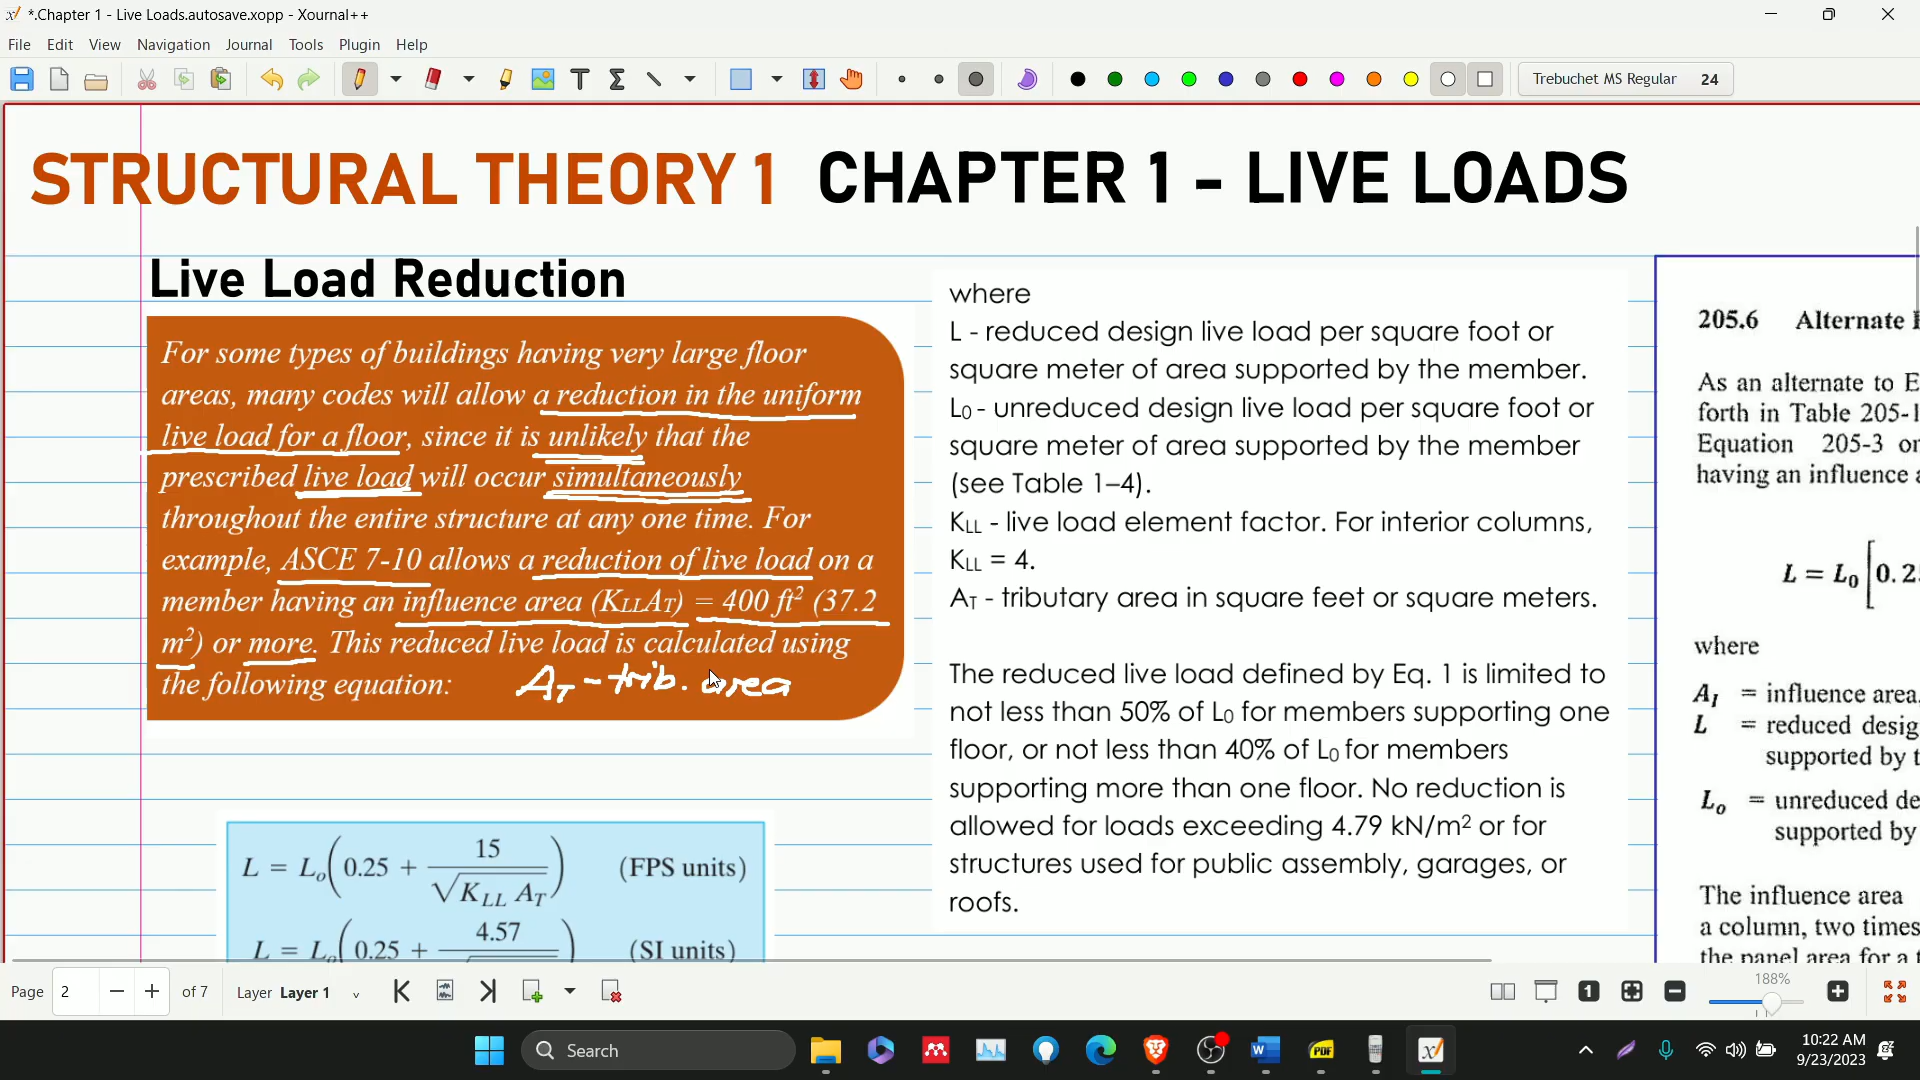 *.Chapter 1 - Live Loads.autosave.xopp - Xournal++
File Edit View Navigation Journal Tools Plugin Help
Trebuchet MS Regular 24
STRUCTURAL THEORY 1 CHAPTER 1 - LIVE LOADS
Live Load Reduction
For some types of buildings having very large floor
areas, many codes will allow a reduction in the uniform
live load for a floor, since it is unlikely that the
prescribed live load will occur simultaneously
throughout the entire structure at any one time. For
example, ASCE 7-10 allows a reduction of live load on a
member having an influence area (KLLAT) = 400 ft² (37.2
m²) or more. This reduced live load is calculated using
the following equation:
AT - trib. area
L = Lo(0.25 + 15/√KLL AT) (FPS units)
L = Lo(0.25 + 4.57 (SI units)
where
L - reduced design live load per square foot or
square meter of area supported by the member.
L0 - unreduced design live load per square foot or
square meter of area supported by the member
(see Table 1–4).
KLL - live load element factor. For interior columns,
KLL = 4.
AT - tributary area in square feet or square meters.
The reduced live load defined by Eq. 1 is limited to
not less than 50% of L0 for members supporting one
floor, or not less than 40% of L0 for members
supporting more than one floor. No reduction is
allowed for loads exceeding 4.79 kN/m² or for
structures used for public assembly, garages, or
roofs.
205.6 Alternate
As an alternate to E
forth in Table 205-1
Equation 205-3 or
having an influence
L = L0[0.2
where
AI = influence area,
L = reduced desig
supported by t
Lo = unreduced de
supported by
The influence area
a column, two times
the panel area for a
Page 2 of 7 Layer Layer 1
188%
Search
10:22 AM
9/23/2023